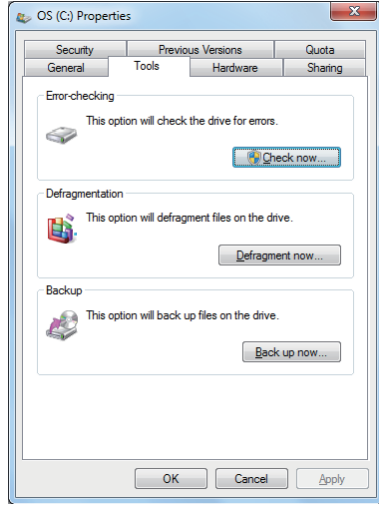 OS (C:) Properties
Security Previous Versions Quota
General Tools Hardware Sharing
Error-checking
This option will check the drive for errors.
Check now...
Defragmentation
This option will defragment files on the drive.
Defragment now...
Backup
This option will back up files on the drive.
Back up now...
OK Cancel Apply